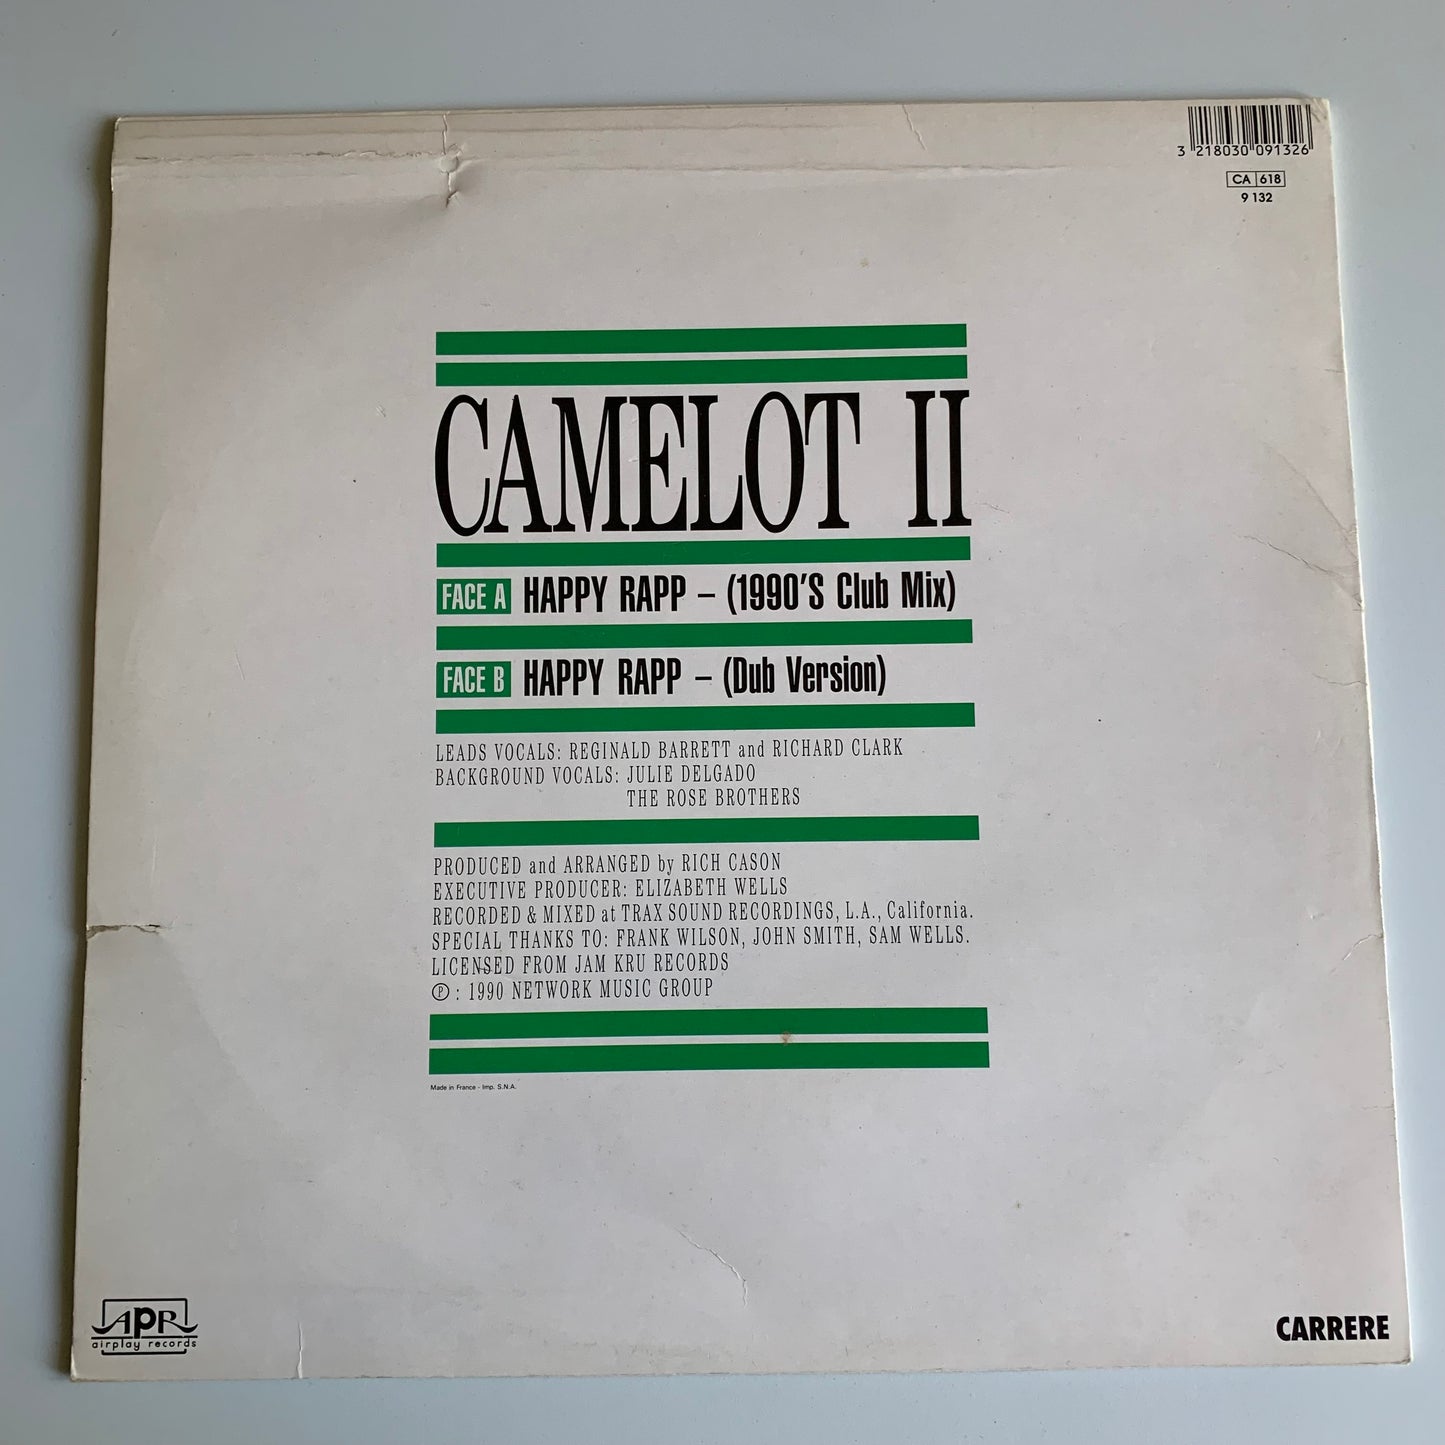 3 218030 091326
CA 618
9 132
CAMELOT II
FACE A HAPPY RAPP – (1990'S Club Mix)
FACE B HAPPY RAPP – (Dub Version)
LEADS VOCALS: REGINALD BARRETT and RICHARD CLARK
BACKGROUND VOCALS: JULIE DELGADO
THE ROSE BROTHERS
PRODUCED and ARRANGED by RICH CASON
EXECUTIVE PRODUCER: ELIZABETH WELLS
RECORDED & MIXED at TRAX SOUND RECORDINGS, L.A., California.
SPECIAL THANKS TO: FRANK WILSON, JOHN SMITH, SAM WELLS.
LICENSED FROM JAM KRU RECORDS
Ⓟ : 1990 NETWORK MUSIC GROUP
Made in France - Imp. S.N.A.
APR
airplay records
CARRERE